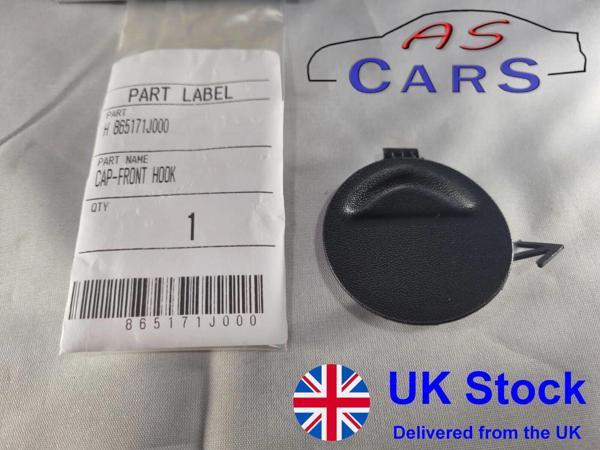 AS
CARS
PART LABEL
PART
H 865171J000
PART NAME
CAP-FRONT HOOK
QTY
1
865171J000
UK Stock
Delivered from the UK